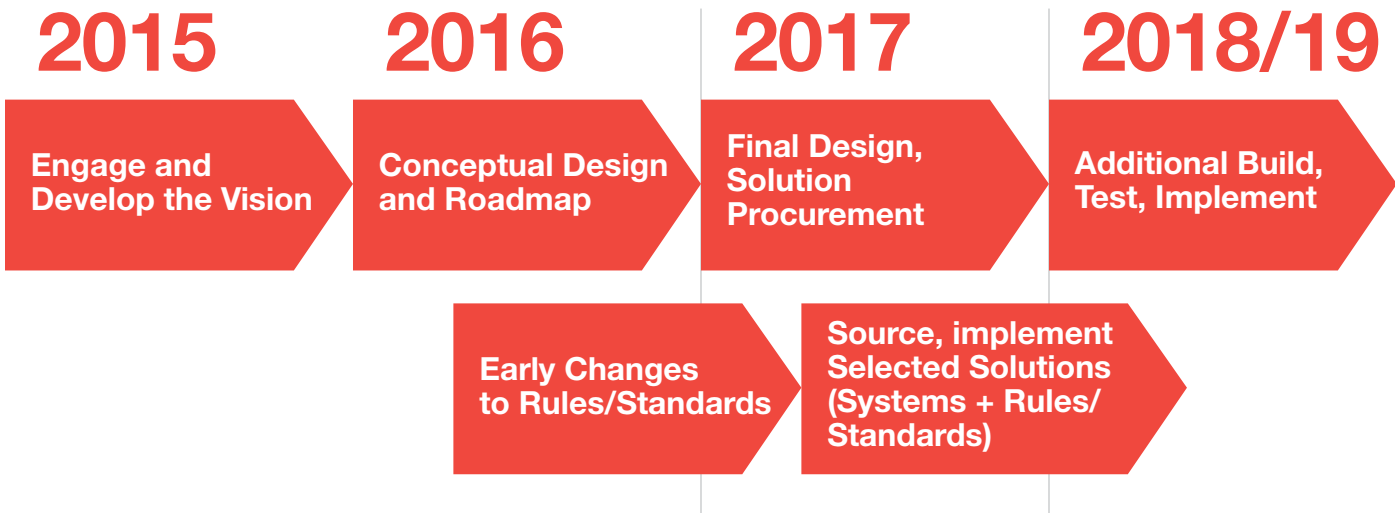 2015
2016
2017
2018/19
Engage and
Develop the Vision
Conceptual Design
and Roadmap
Final Design,
Solution
Procurement
Additional Build,
Test, Implement
Early Changes
to Rules/Standards
Source, implement
Selected Solutions
(Systems + Rules/
Standards)